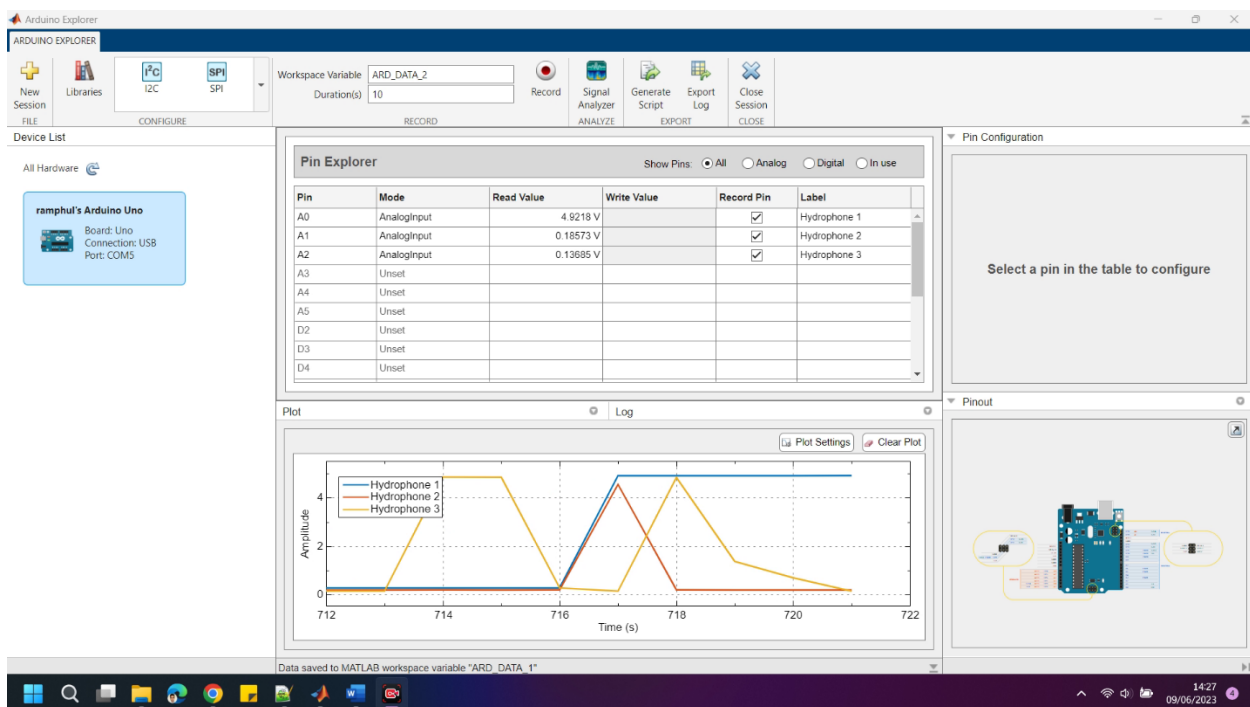 Arduino Explorer
ARDUINO EXPLORER
New Session
Libraries
I²C
I2C
SPI
SPI
Workspace Variable ARD_DATA_2
Duration(s) 10
Record
Signal Analyzer
Generate Script
Export Log
Close Session
FILE CONFIGURE RECORD ANALYZE EXPORT CLOSE
Device List
All Hardware
ramphul's Arduino Uno
Board: Uno
Connection: USB
Port: COM5
Pin Explorer Show Pins: All Analog Digital In use
Pin Mode Read Value Write Value Record Pin Label
A0 AnalogInput 4.9218 V Hydrophone 1
A1 AnalogInput 0.18573 V Hydrophone 2
A2 AnalogInput 0.13685 V Hydrophone 3
A3 Unset
A4 Unset
A5 Unset
D2 Unset
D3 Unset
D4 Unset
Pin Configuration
Select a pin in the table to configure
Plot Log
Plot Settings Clear Plot
Hydrophone 1
Hydrophone 2
Hydrophone 3
Amplitude
4
2
0
712 714 716 718 720 722
Time (s)
Pinout
Data saved to MATLAB workspace variable "ARD_DATA_1"
14:27
09/06/2023
4